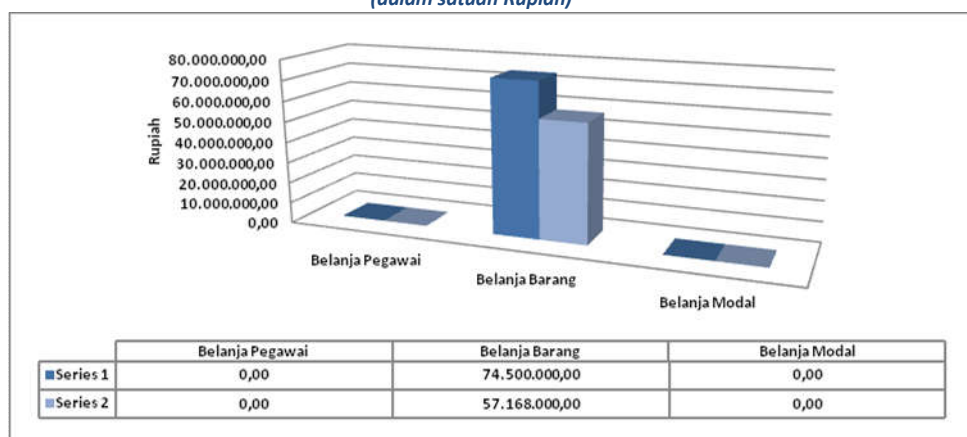 (dalam satuan Rupiah)
80.000.000,00
70.000.000,00
60.000.000,00
50.000.000,00
40.000.000,00
30.000.000,00
20.000.000,00
10.000.000,00
0,00
Rupiah
Belanja Pegawai
Belanja Barang
Belanja Modal
Belanja Pegawai Belanja Barang Belanja Modal
Series 1 0,00 74.500.000,00 0,00
Series 2 0,00 57.168.000,00 0,00